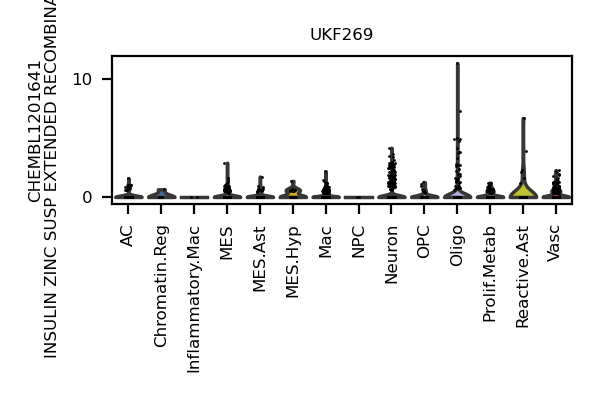 UKF269
CHEMBL1201641
INSULIN ZINC SUSP EXTENDED RECOMBINA
10
0
AC
Chromatin.Reg
Inflammatory.Mac
MES
MES.Ast
MES.Hyp
Mac
NPC
Neuron
OPC
Oligo
Prolif.Metab
Reactive.Ast
Vasc